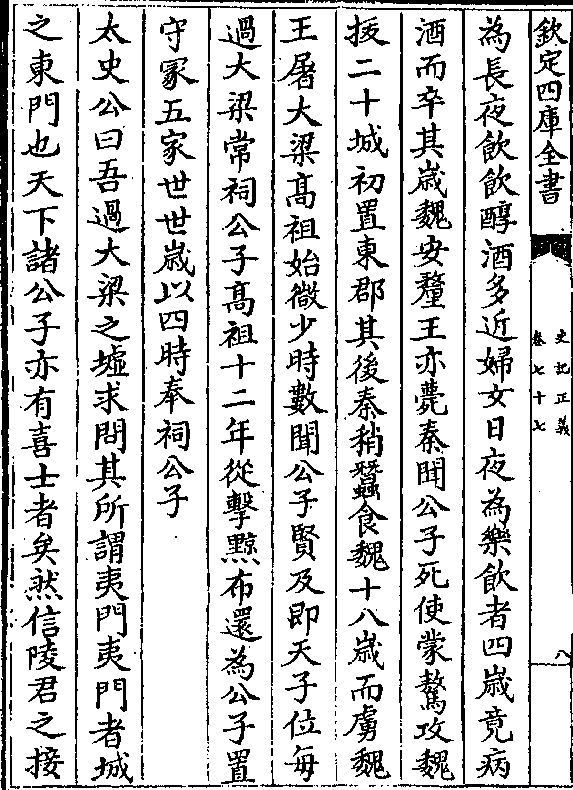 欽定四庫全書
史記正義
卷七十七
八
為長夜飲飲醇酒多近婦女日夜為樂飲者四歲竟病
酒而卒其歳魏安釐王亦薨秦聞公子死使蒙驁攻魏
拔二十城初置東郡其後秦稍蠶食魏十八歳而虜魏
王屠大梁髙祖始微少時數聞公子賢及即天子位每
過大梁常祠公子髙祖十二年從擊黥布還為公子置
守冢五家世世歳以四時奉祠公子
太史公曰吾過大梁之墟求問其所謂夷門夷門者城
之東門也天下諸公子亦有喜士者矣然信陵君之接